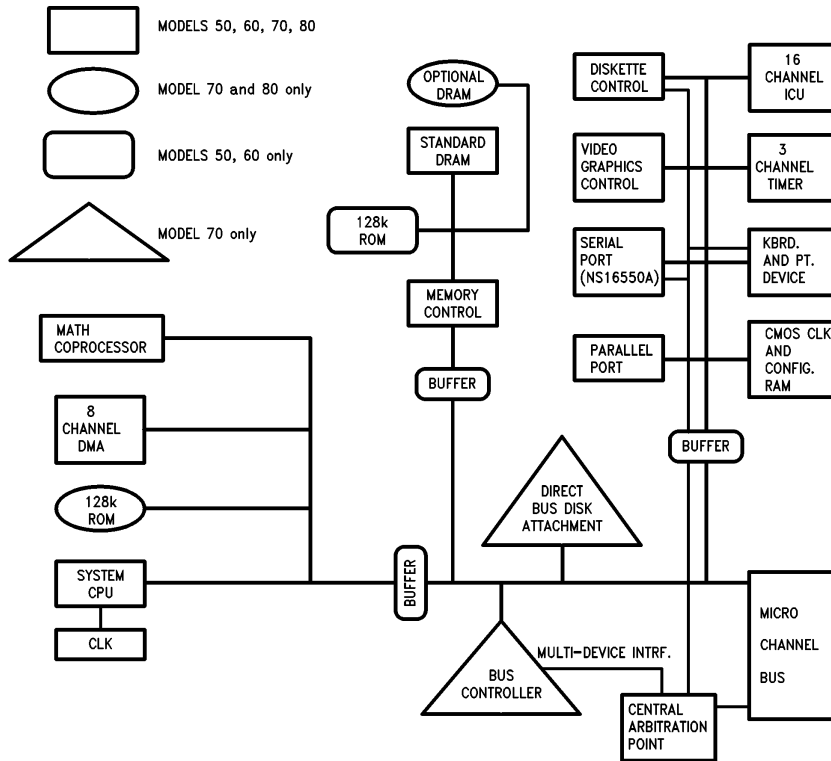 MODELS 50, 60, 70, 80
MODEL 70 and 80 only
MODELS 50, 60 only
MODEL 70 only
OPTIONAL
DRAM
STANDARD
DRAM
128k
ROM
MEMORY
CONTROL
BUFFER
DISKETTE
CONTROL
16
CHANNEL
ICU
VIDEO
GRAPHICS
CONTROL
3
CHANNEL
TIMER
SERIAL
PORT
(NS16550A)
KBRD.
AND PT.
DEVICE
PARALLEL
PORT
CMOS CLK
AND
CONFIG.
RAM
BUFFER
MATH
COPROCESSOR
8
CHANNEL
DMA
128k
ROM
SYSTEM
CPU
CLK
BUFFER
DIRECT
BUS DISK
ATTACHMENT
BUS
CONTROLLER
MULTI-DEVICE INTRF.
CENTRAL
ARBITRATION
POINT
MICRO
CHANNEL
BUS